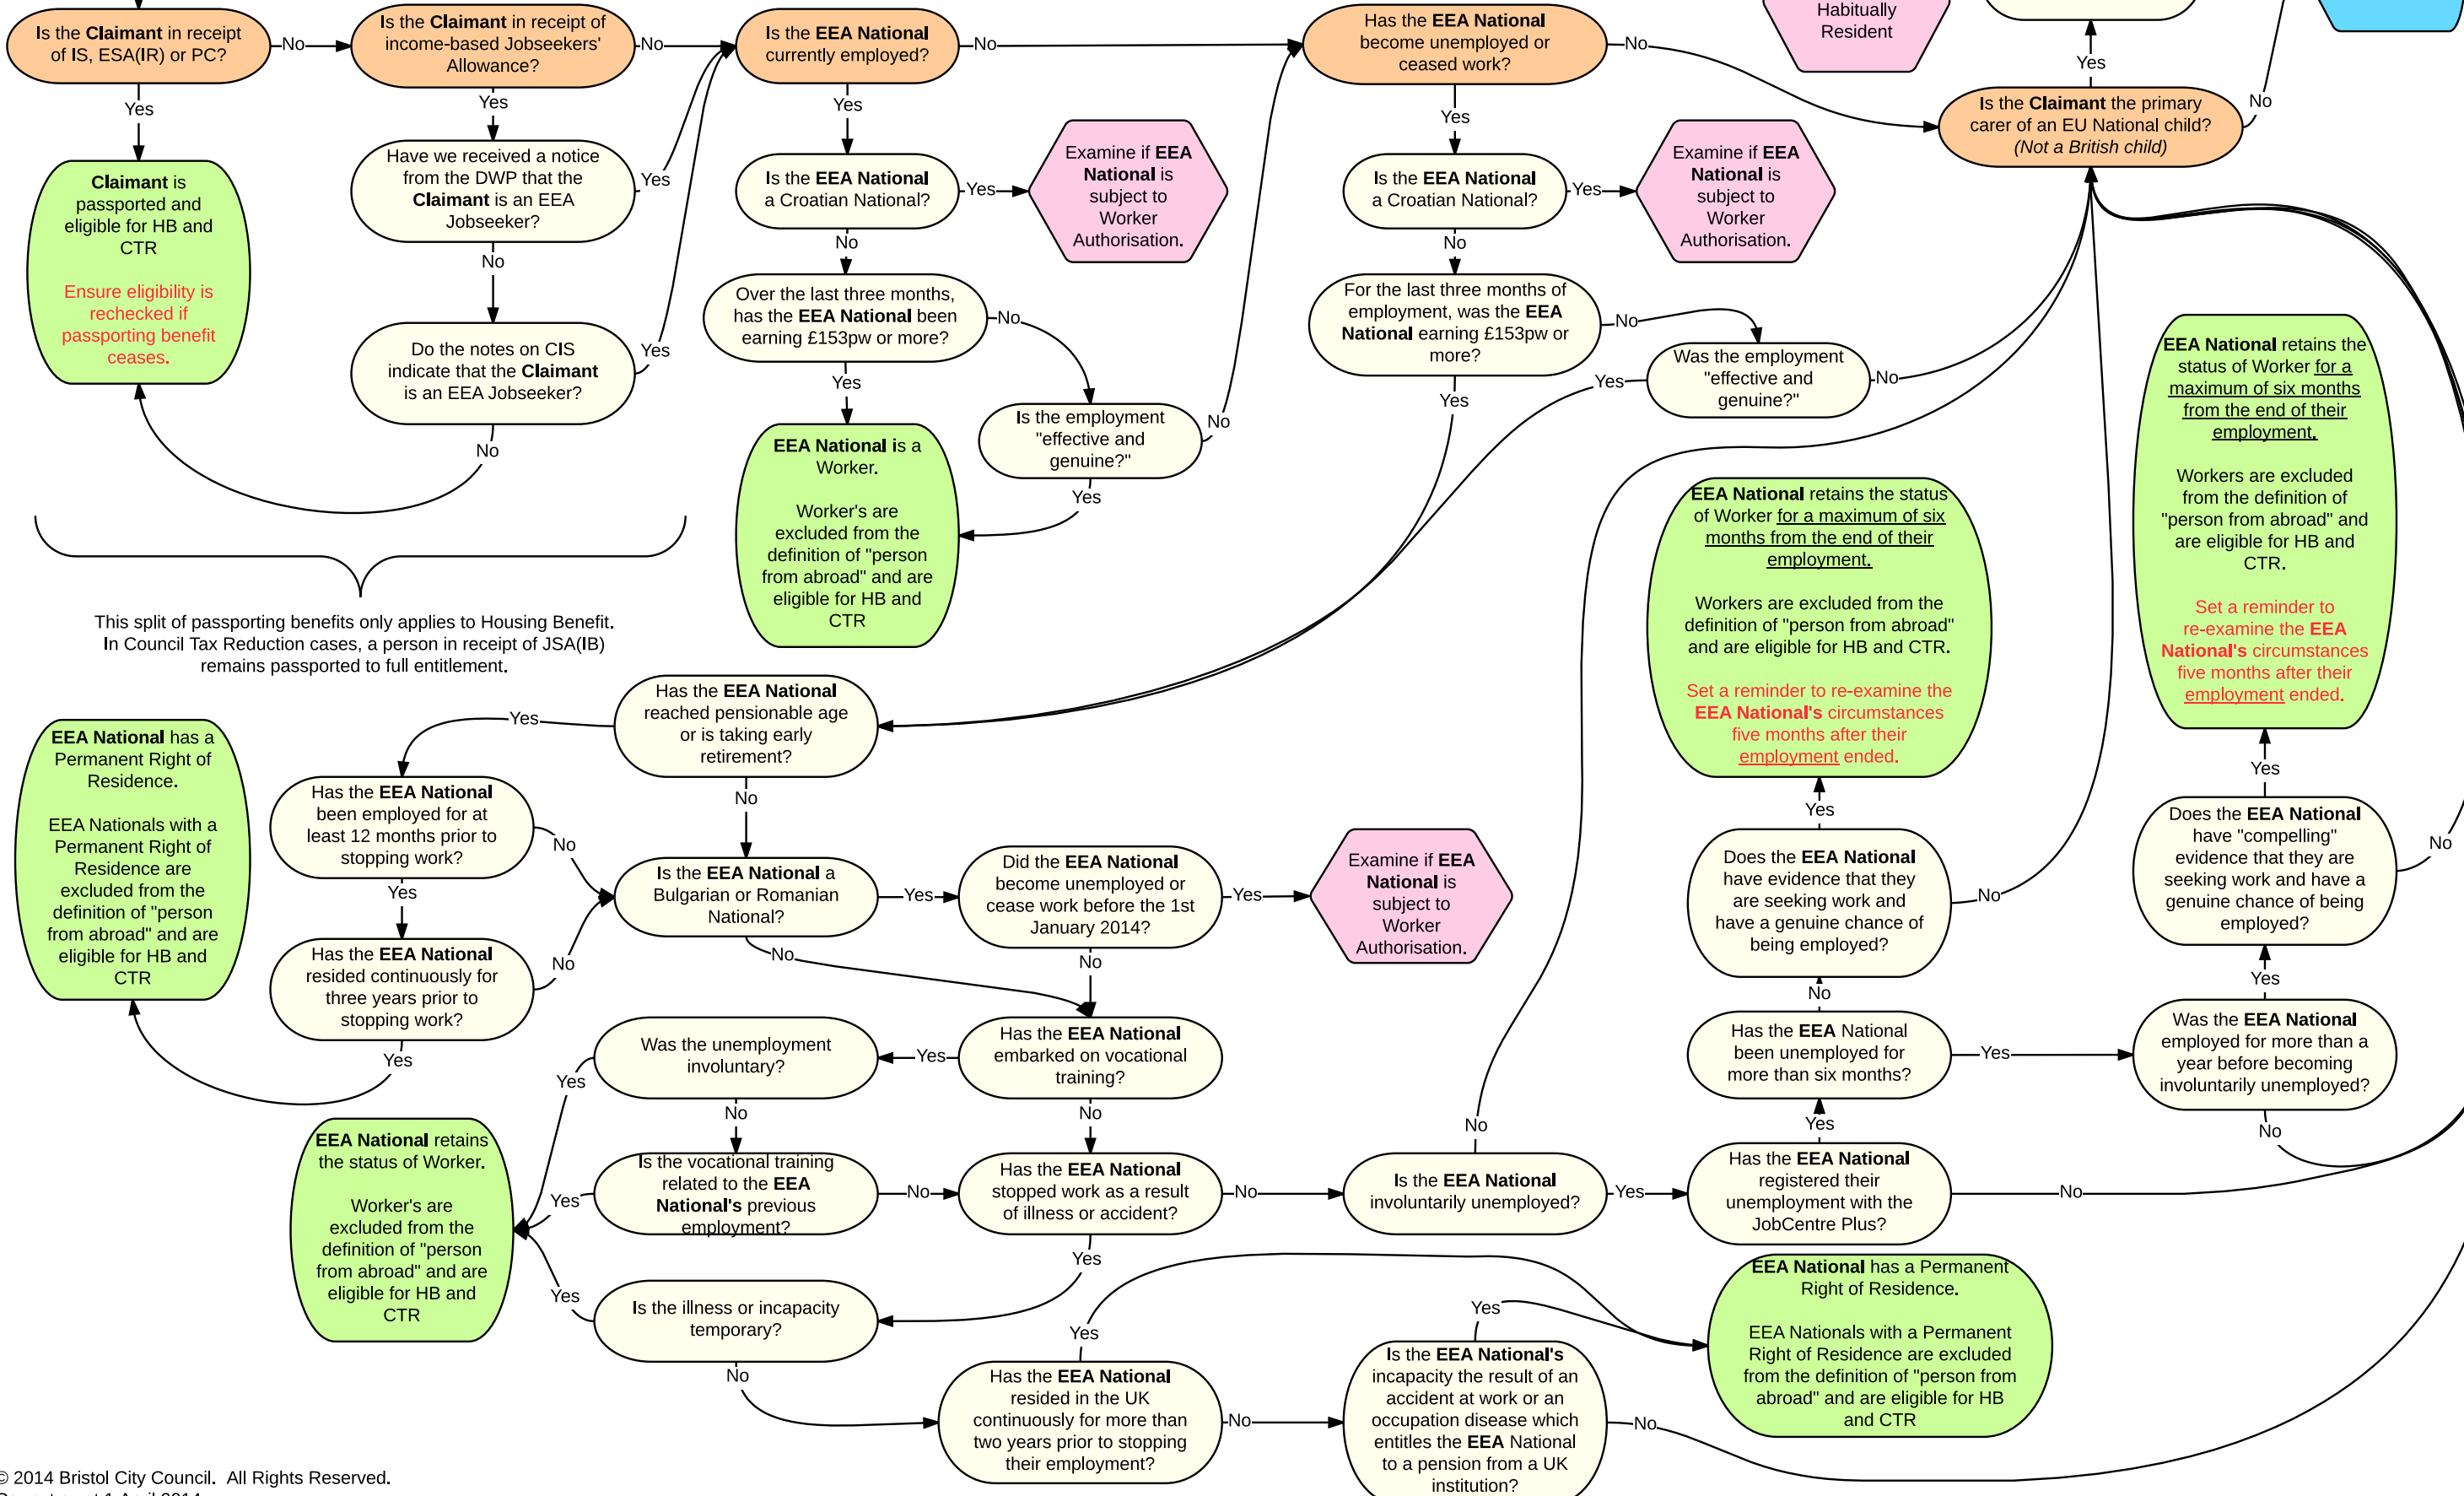 Is the Claimant in receipt
of IS, ESA(IR) or PC?
No
Is the Claimant in receipt of
income-based Jobseekers'
Allowance?
No
Is the EEA National
currently employed?
No
Has the EEA National
become unemployed or
ceased work?
No
Habitually
Resident
Yes
Is the Claimant the primary
carer of an EU National child?
(Not a British child)
No
Yes
Claimant is
passported and
eligible for HB and
CTR
Ensure eligibility is
rechecked if
passporting benefit
ceases.
Yes
Have we received a notice
from the DWP that the
Claimant is an EEA
Jobseeker?
Yes
No
Do the notes on CIS
indicate that the Claimant
is an EEA Jobseeker?
Yes
No
This split of passporting benefits only applies to Housing Benefit.
In Council Tax Reduction cases, a person in receipt of JSA(IB)
remains passported to full entitlement.
Yes
Is the EEA National
a Croatian National?
Yes
Examine if EEA
National is
subject to
Worker
Authorisation.
No
Over the last three months,
has the EEA National been
earning £153pw or more?
No
Yes
Is the employment
"effective and
genuine?"
No
Yes
EEA National is a
Worker.
Worker's are
excluded from the
definition of "person
from abroad" and are
eligible for HB and
CTR
Yes
Is the EEA National
a Croatian National?
Yes
Examine if EEA
National is
subject to
Worker
Authorisation.
No
For the last three months of
employment, was the EEA
National earning £153pw or
more?
No
Was the employment
"effective and
genuine?"
Yes
No
Yes
EEA National retains the status
of Worker for a maximum of six
months from the end of their
employment.
Workers are excluded from the
definition of "person from abroad"
and are eligible for HB and CTR.
Set a reminder to re-examine the
EEA National's circumstances
five months after their
employment ended.
EEA National retains the
status of Worker for a
maximum of six months
from the end of their
employment.
Workers are excluded
from the definition of
"person from abroad" and
are eligible for HB and
CTR.
Set a reminder to
re-examine the EEA
National's circumstances
five months after their
employment ended.
Has the EEA National
reached pensionable age
or is taking early
retirement?
Yes
No
EEA National has a
Permanent Right of
Residence.
EEA Nationals with a
Permanent Right of
Residence are
excluded from the
definition of "person
from abroad" and are
eligible for HB and
CTR
Has the EEA National
been employed for at
least 12 months prior to
stopping work?
No
Yes
Has the EEA National
resided continuously for
three years prior to
stopping work?
No
Yes
Is the EEA National a
Bulgarian or Romanian
National?
Yes
No
Did the EEA National
become unemployed or
cease work before the 1st
January 2014?
Yes
No
Examine if EEA
National is
subject to
Worker
Authorisation.
Yes
Does the EEA National
have evidence that they
are seeking work and
have a genuine chance of
being employed?
No
No
Yes
Does the EEA National
have "compelling"
evidence that they are
seeking work and have a
genuine chance of being
employed?
No
Yes
Was the unemployment
involuntary?
Yes
Yes
No
Has the EEA National
embarked on vocational
training?
No
Has the EEA National
been unemployed for
more than six months?
Yes
Yes
Was the EEA National
employed for more than a
year before becoming
involuntarily unemployed?
No
EEA National retains
the status of Worker.
Worker's are
excluded from the
definition of "person
from abroad" and are
eligible for HB and
CTR
Is the vocational training
related to the EEA
National's previous
employment?
Yes
No
Has the EEA National
stopped work as a result
of illness or accident?
No
Yes
Is the EEA National
involuntarily unemployed?
No
Yes
Has the EEA National
registered their
unemployment with the
JobCentre Plus?
No
Is the illness or incapacity
temporary?
Yes
No
Has the EEA National
resided in the UK
continuously for more than
two years prior to stopping
their employment?
Yes
No
Is the EEA National's
incapacity the result of an
accident at work or an
occupation disease which
entitles the EEA National
to a pension from a UK
institution?
Yes
No
EEA National has a Permanent
Right of Residence.
EEA Nationals with a Permanent
Right of Residence are excluded
from the definition of "person from
abroad" and are eligible for HB
and CTR
© 2014 Bristol City Council. All Rights Reserved.